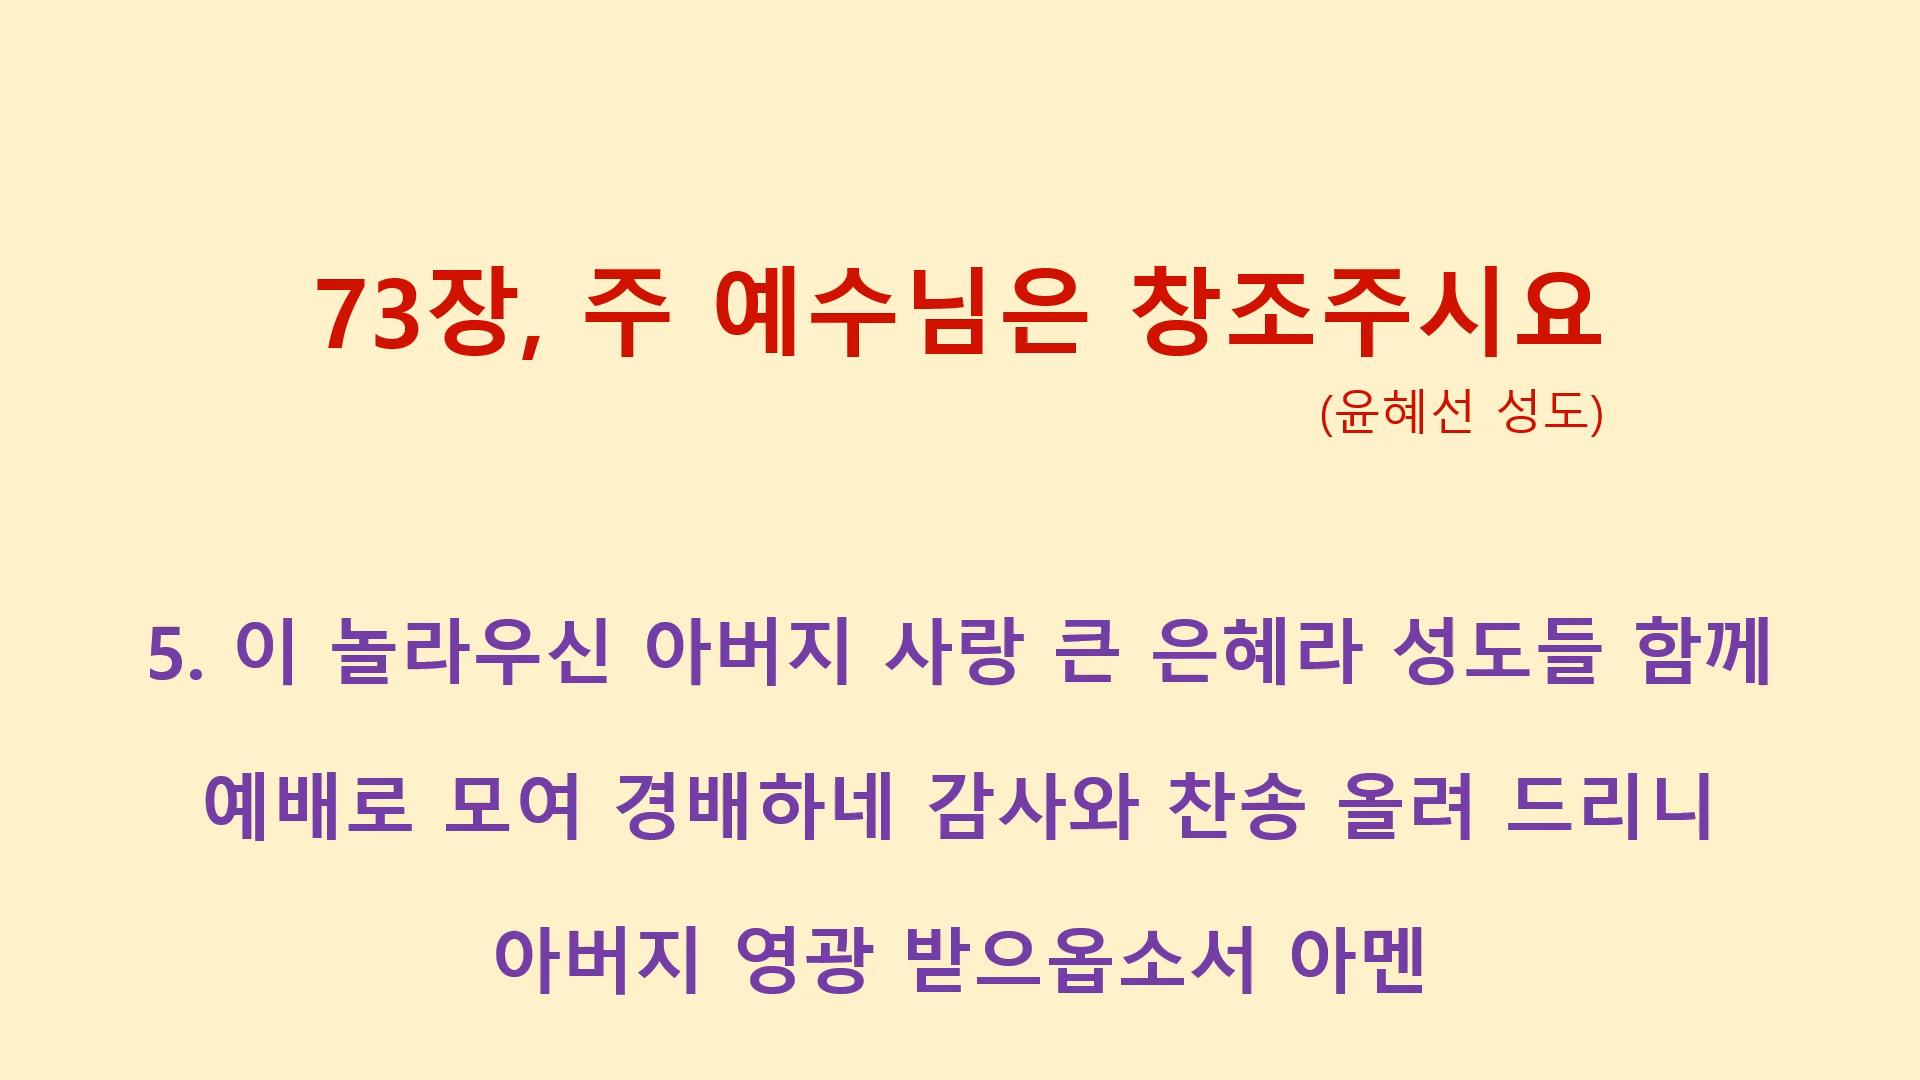 73장, 주 예수님은 창조주시요
(윤혜선 성도)
5. 이 놀라우신 아버지 사랑 큰 은혜라 성도들 함께
예배로 모여 경배하네 감사와 찬송 올려 드리니
아버지 영광 받으옵소서 아멘